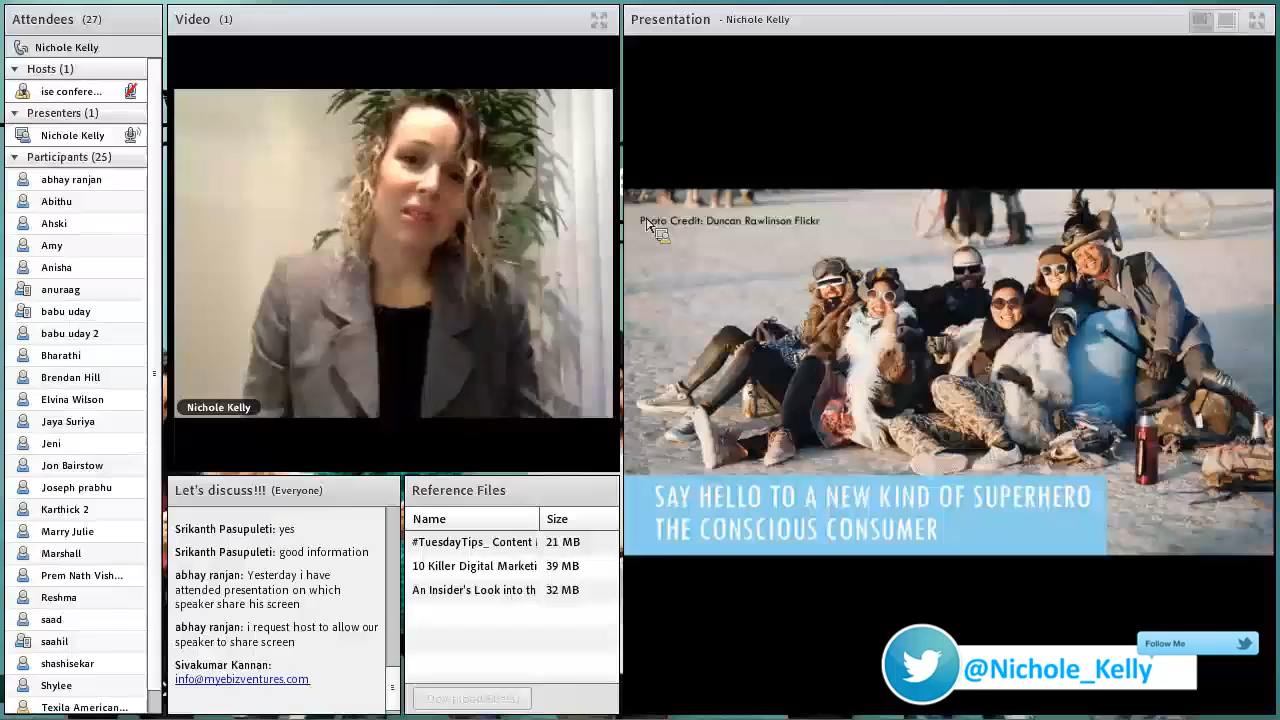 Attendees (27)
Nichole Kelly
Hosts (1)
ise confere...
Presenters (1)
Nichole Kelly
Participants (25)
abhay ranjan
Abithu
Ahski
Amy
Anisha
anuraag
babu uday
babu uday 2
Bharathi
Brendan Hill
Elvina Wilson
Jaya Suriya
Jeni
Jon Bairstow
Joseph prabhu
Karthik 2
Marry Julie
Marshall
Prem Nath Vish...
Reshma
saad
saahil
shashisekar
Shylee
Texila American...
Video (1)
Nichole Kelly
Let's discuss!!! (Everyone)
Srikanth Pasupuleti: yes
Srikanth Pasupuleti: good information
abhay ranjan: Yesterday i have
attended presentation on which
speaker share his screen
abhay ranjan: i request host to allow our
speaker to share screen
Sivakumar Kannan:
info@myebizventures.com
Reference Files
Name Size
#TuesdayTips_ Content 21 MB
10 Killer Digital Marketi 39 MB
An Insider's Look into th 32 MB
Presentation - Nichole Kelly
Photo Credit: Duncan Rawlinson Flickr
SAY HELLO TO A NEW KIND OF SUPERHERO
THE CONSCIOUS CONSUMER
Follow Me
@Nichole_Kelly